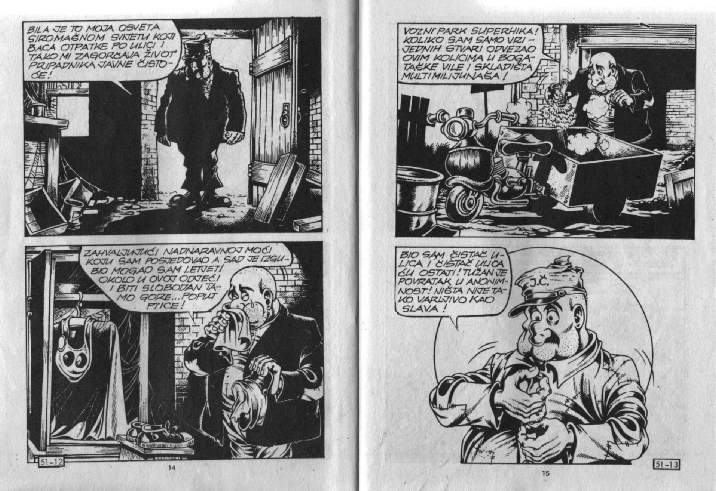 BILA JE TO MOJA OSVETA
SIROMAŠNOM SVIJETU KOJI
BACA OTPATKE PO ULICI I
TAKO MI ZAGORČAVA ŽIVOT
PRIPADNIKA JAVNE ČISTO-
ĆE!
ZAHVALJUJUĆI NADNARAVNOJ MOĆI
KOJU SAM POSJEDOVAO A SAD JE IZGU-
BIO MOGAO SAM LETJETI
OKOLO U OVOJ ODJEĆI
I BITI SLOBODAN TA-
MO GORE...POPUT
PTICE!
51-12
14
VOZNI PARK SUPERHIKA!
KOLIKO SAM SAMO VRI-
JEDNIH STVARI ODVEZAO
OVIM KOLICIMA IZ BOGA-
TAŠKE VILE I SKLADIŠTA
MULTIMILIJUNAŠA!
BIO SAM ČISTAČ U-
LICA I ČISTAČ ULICA
ĆU OSTATI! TUŽAN JE
POVRATAK U ANONIM-
NOST! NIŠTA NIJE TA-
KO VARLJIVO KAO
SLAVA!
J.Č.
15
51-13